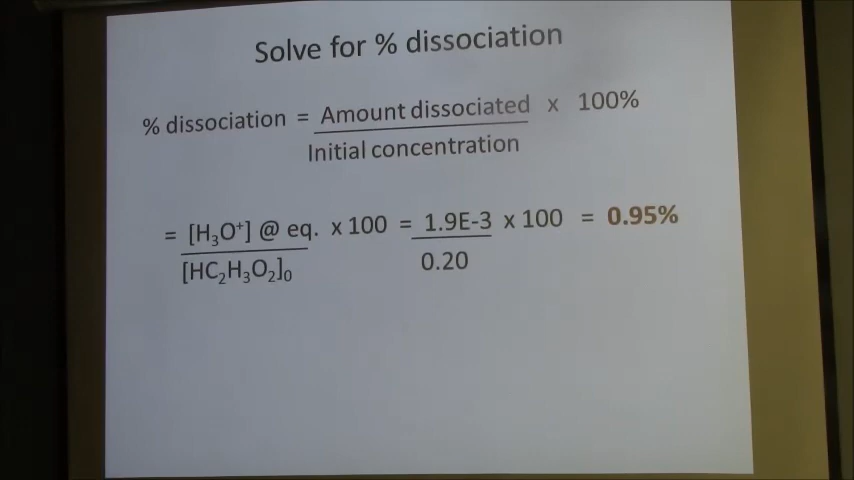 Solve for % dissociation
% dissociation = Amount dissociated x 100%
Initial concentration
= [H₃O⁺] @ eq. x 100 = 1.9E-3 x 100 = 0.95%
[HC₂H₃O₂]₀ 0.20